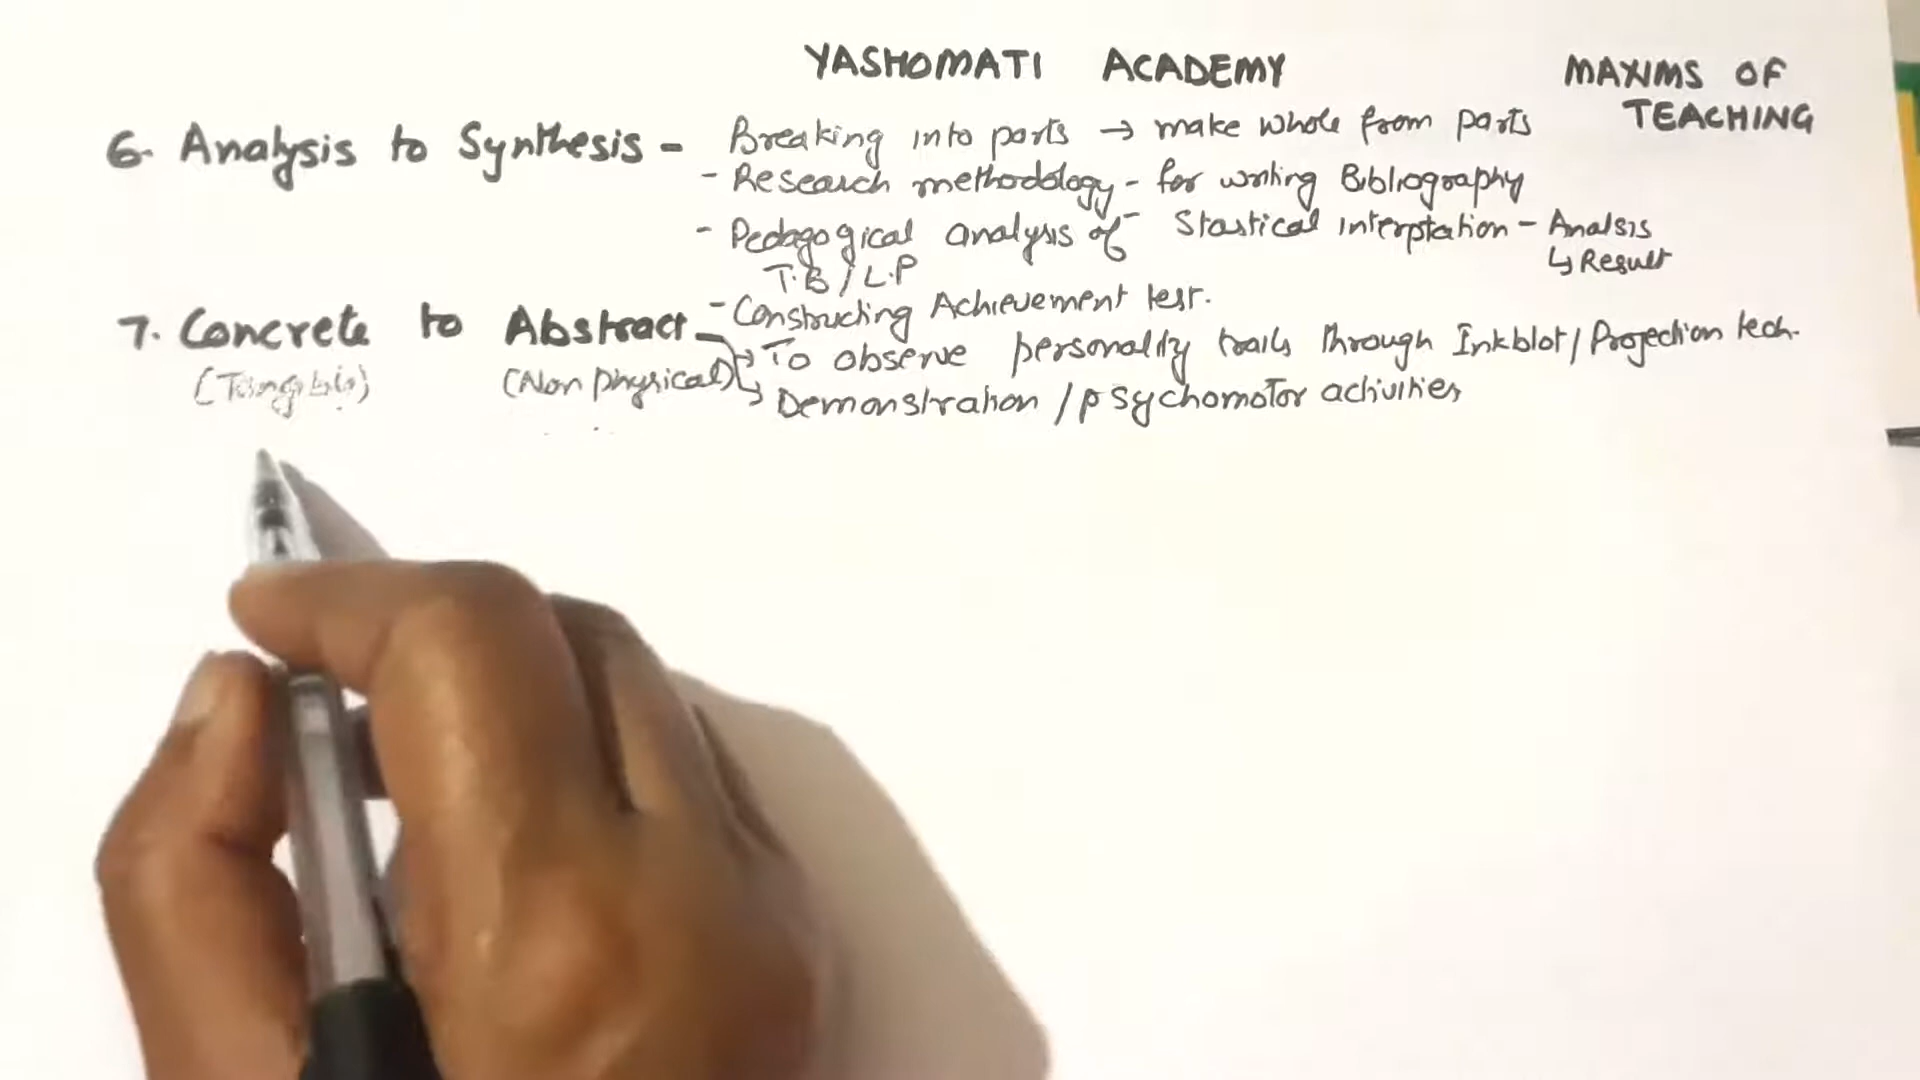 YASHOMATI ACADEMY
MAXIMS OF
TEACHING
6. Analysis to Synthesis - Breaking into parts → make whole from parts
- Research methodology - for writing Bibliography
- Pedagogical analysis of - Stastical interptation - Analsis
T.B / L.P
↳ Result
- Constructing Achievement test.
7. Concrete to Abstract → To observe personality traits through Inkblot / Projection tech.
(Non physical) ↳ Demonstration / psychomotor activities